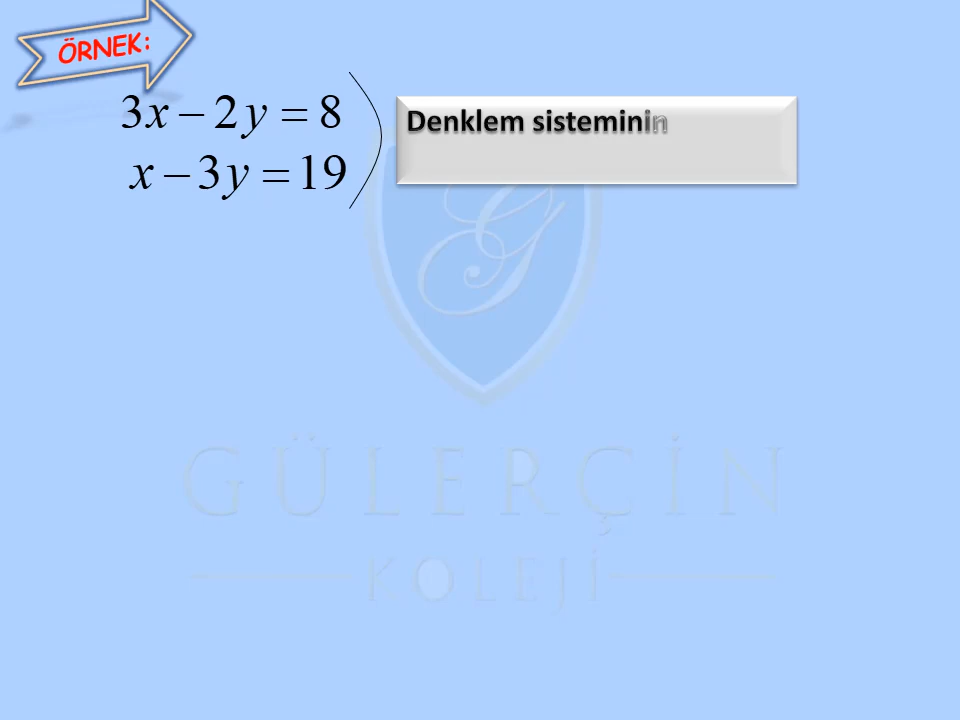 ÖRNEK:
3x − 2y = 8
x − 3y = 19
Denklem sisteminin
GÜLERÇİN
KOLEJİ